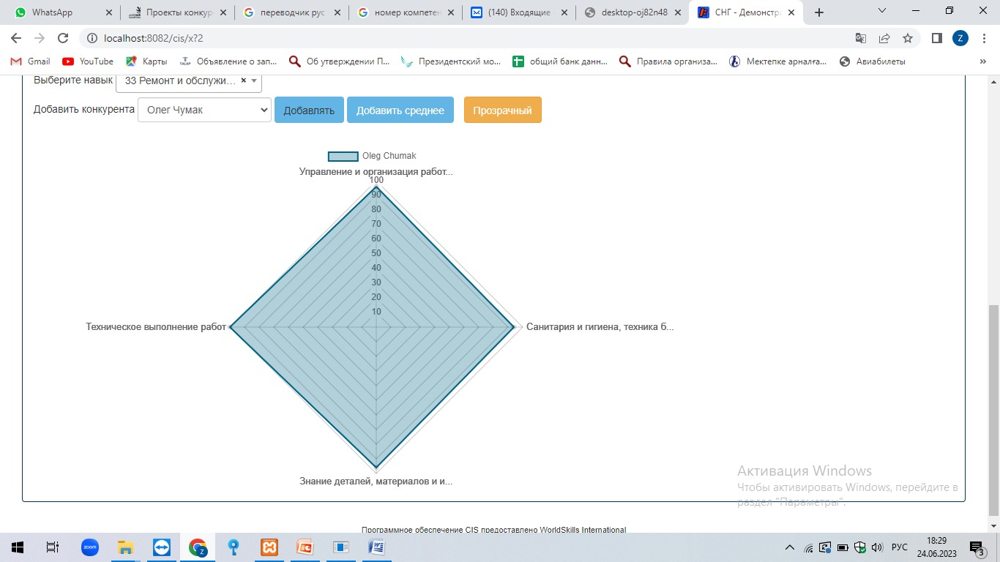 WhatsApp
Проекты конкур
переводчик рус
номер компетен
(140) Входящие
desktop-oj82n48
СНГ - Демонстра
localhost:8082/cis/x?2
Z
Gmail
YouTube
Карты
Объявление о зап...
Об утверждении П...
Президентский мо...
общий банк данн...
Правила организа...
Мектепке арналға...
Авиабилеты
»
Выберите навык
33 Ремонт и обслужи...
Добавить конкурента
Олег Чумак
Добавлять
Добавить среднее
Прозрачный
Oleg Chumak
Управление и организация работ...
100
90
80
70
60
50
40
30
20
10
Техническое выполнение работ
Санитария и гигиена, техника б...
Знание деталей, материалов и и...
Активация Windows
Чтобы активировать Windows, перейдите в
раздел "Параметры".
Программное обеспечение CIS предоставлено WorldSkills International
zoom
Z
РУС
18:29
24.06.2023
3